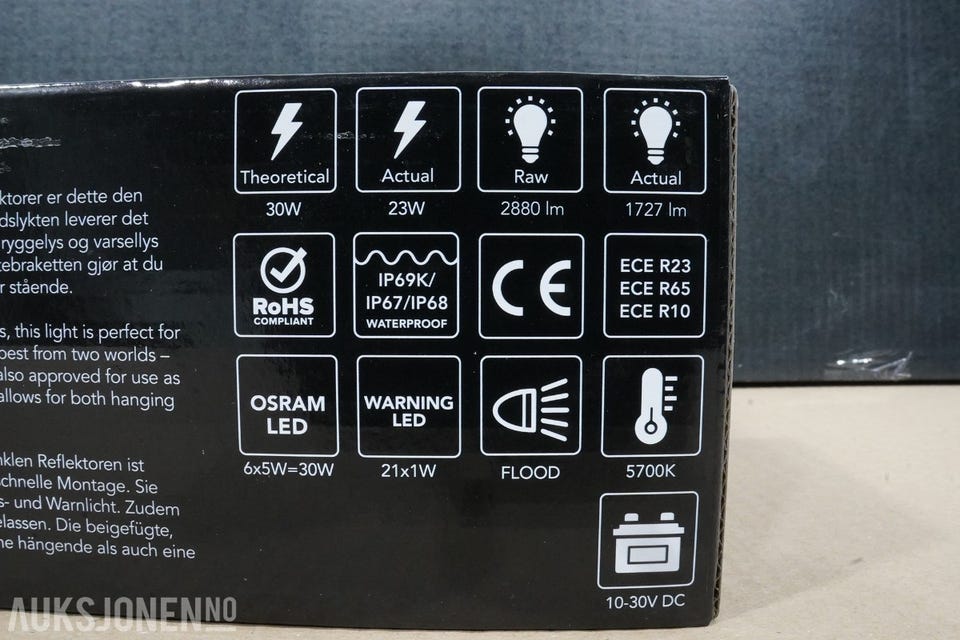 ktorer er dette den
dslykten leverer det
ryggelys og varsellys
tebraketten gjør at du
r stående.
s, this light is perfect for
best from two worlds –
also approved for use as
allows for both hanging
nklen Reflektoren ist
schnelle Montage. Sie
s- und Warnlicht. Zudem
elassen. Die beigefügte,
ne hängende als auch eine
Theoretical
30W
Actual
23W
Raw
2880 lm
Actual
1727 lm
RoHS
COMPLIANT
IP69K/
IP67/IP68
WATERPROOF
CE
ECE R23
ECE R65
ECE R10
OSRAM
LED
6x5W=30W
WARNING
LED
21x1W
FLOOD
5700K
10-30V DC
AUKSJONEN.NO